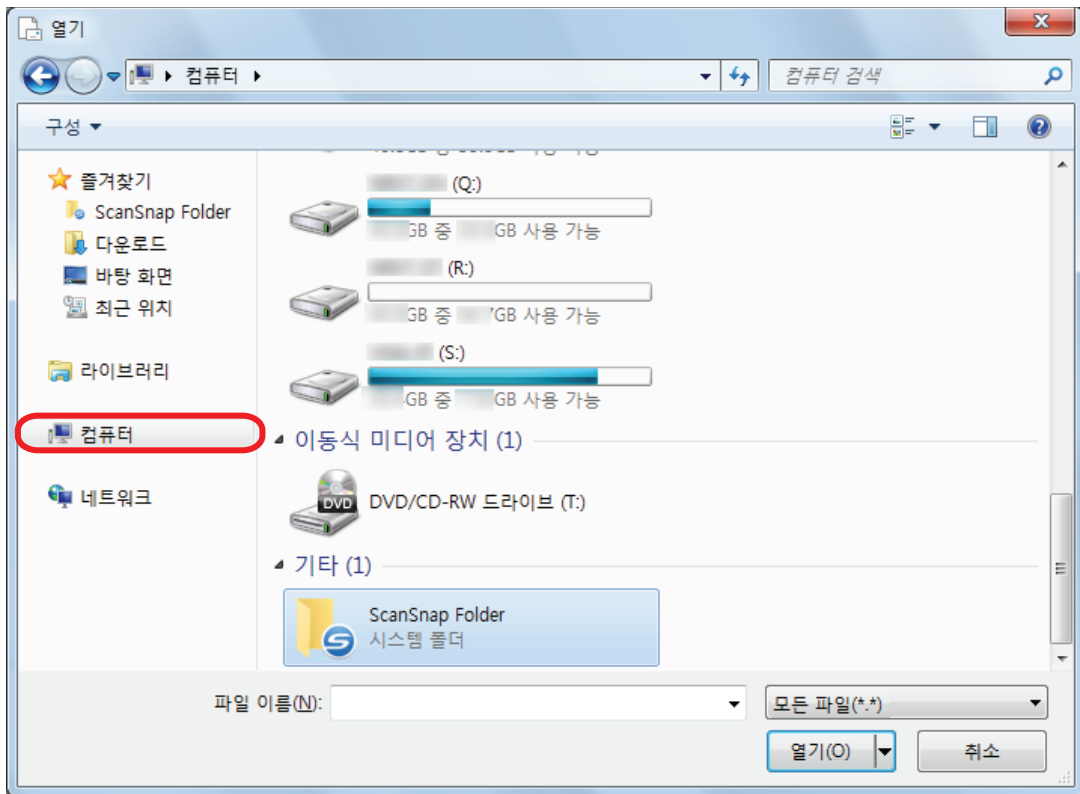 열기
컴퓨터
컴퓨터 검색
구성
즐겨찾기
ScanSnap Folder
다운로드
바탕 화면
최근 위치
라이브러리
컴퓨터
네트워크
(Q:)
GB 중 GB 사용 가능
(R:)
GB 중 7GB 사용 가능
(S:)
GB 중 GB 사용 가능
이동식 미디어 장치 (1)
DVD
DVD/CD-RW 드라이브 (T:)
기타 (1)
ScanSnap Folder
시스템 폴더
파일 이름(N):
모든 파일(*.*)
열기(O)
취소